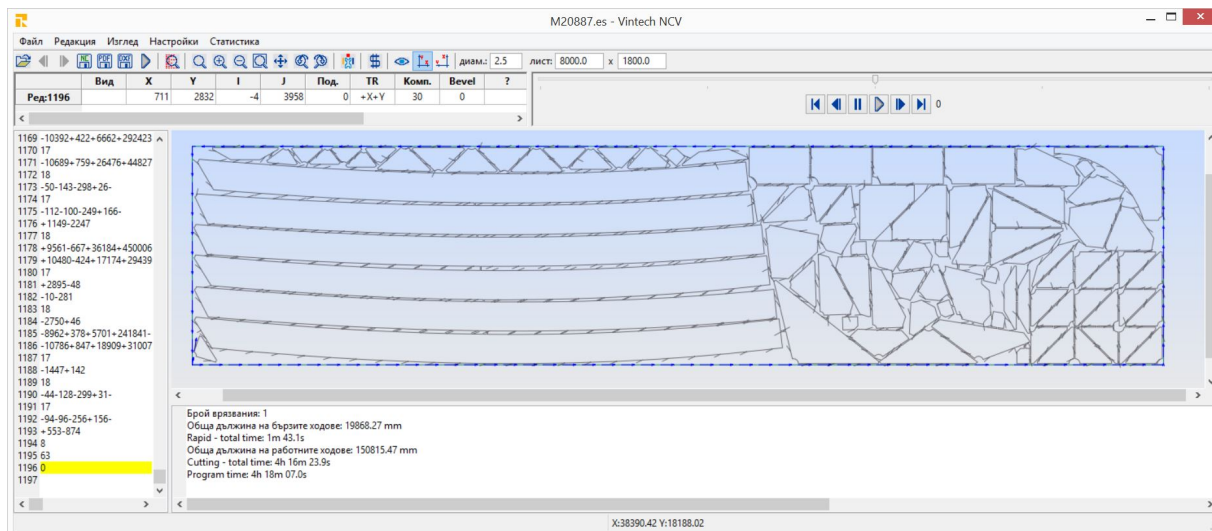 M20887.es - Vintech NCV
Файл Редакция Изглед Настройки Статистика
диам.: 2.5 лист: 8000.0 x 1800.0
Вид X Y I J Под. TR Комп. Bevel ?
Ред:1196 711 2832 -4 3958 0 +X+Y 30 0
0
1169 -10392+422+6662+292423
1170 17
1171 -10689+759+26476+44827
1172 18
1173 -50-143-298+26-
1174 17
1175 -112-100-249+166-
1176 +1149-2247
1177 18
1178 +9561-667+36184+450006
1179 +10480-424+17174+29439
1180 17
1181 +2895-48
1182 -10-281
1183 18
1184 -2750+46
1185 -8962+378+5701+241841-
1186 -10786+847+18909+31007
1187 17
1188 -1447+142
1189 18
1190 -44-128-299+31-
1191 17
1192 -94-96-256+156-
1193 +553-874
1194 8
1195 63
1196 0
1197
Брой врязвания: 1
Обща дължина на бързите ходове: 19868.27 mm
Rapid - total time: 1m 43.1s
Обща дължина на работните ходове: 150815.47 mm
Cutting - total time: 4h 16m 23.9s
Program time: 4h 18m 07.0s
X:38390.42 Y:18188.02